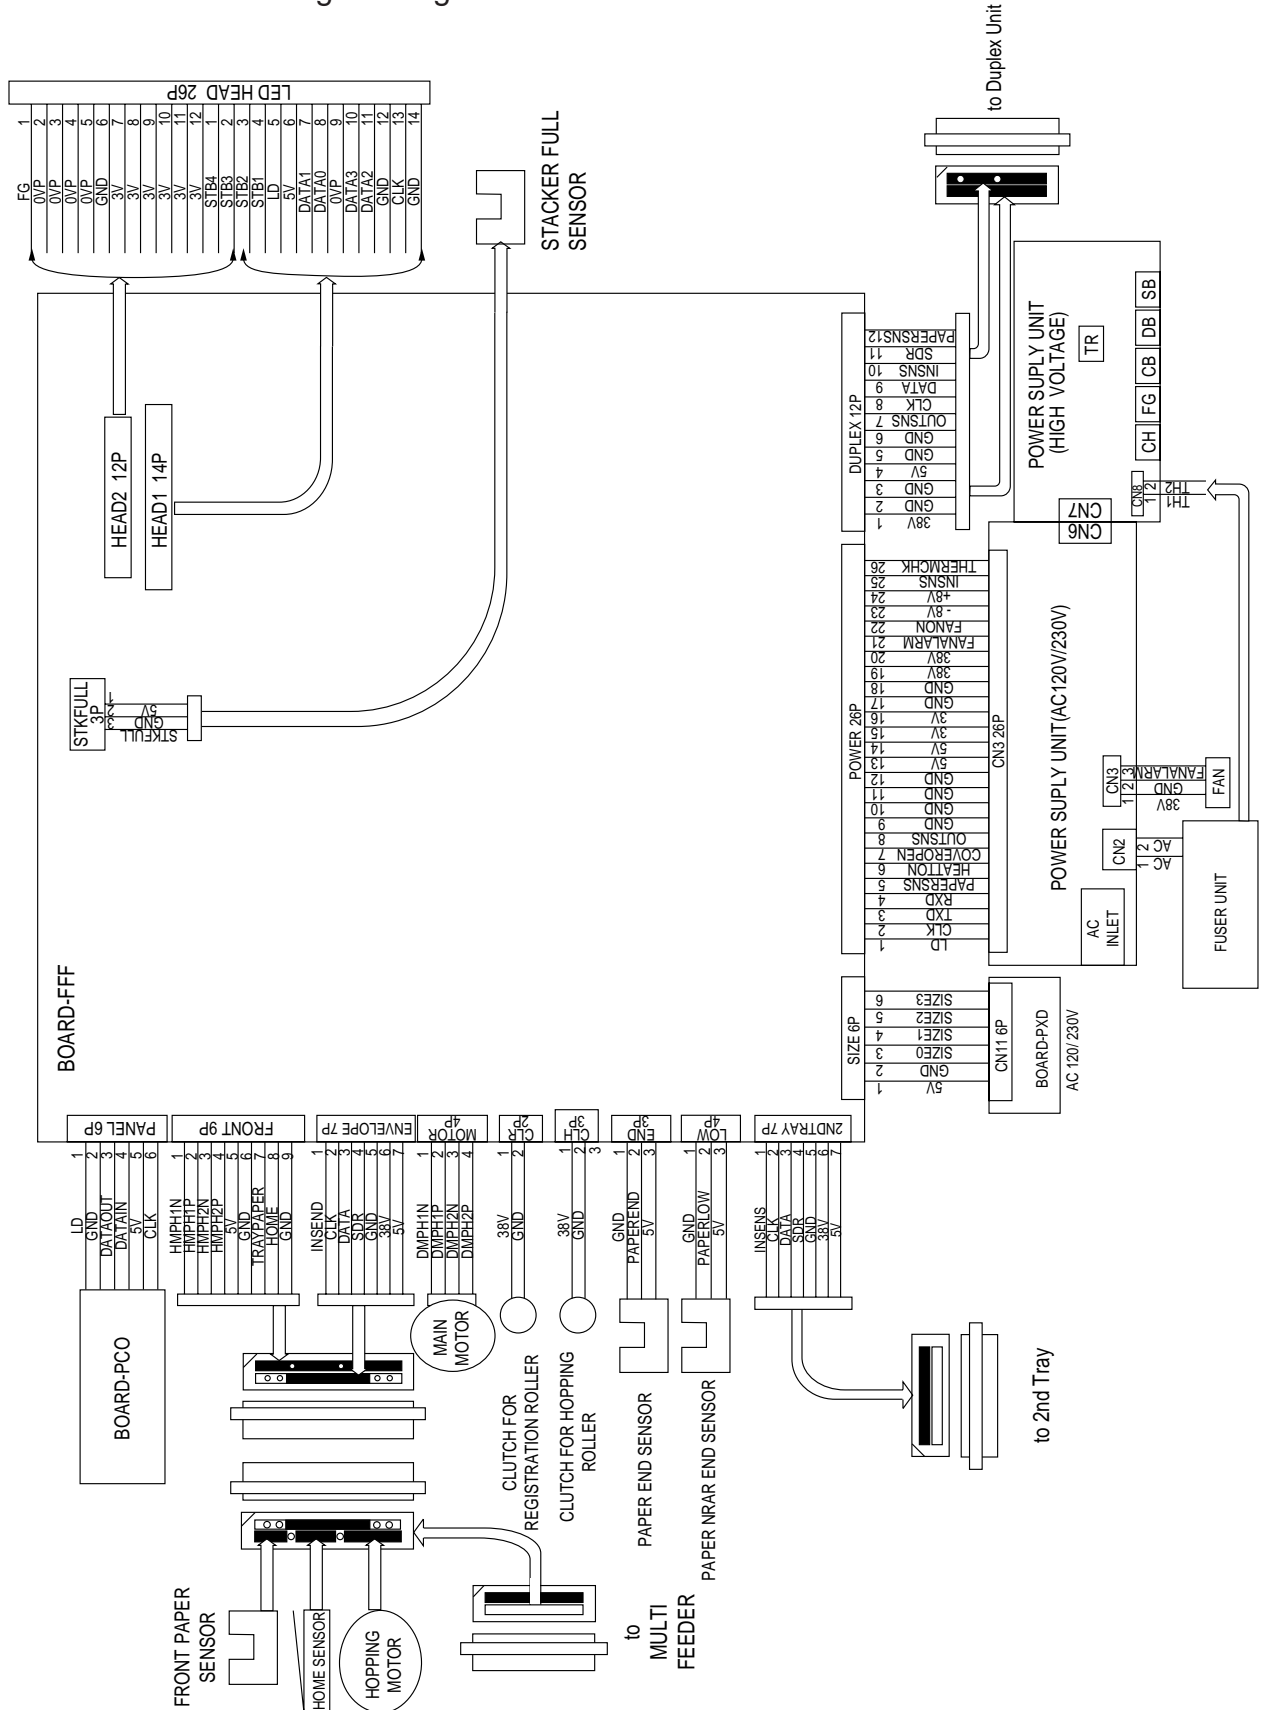 to Duplex Unit
LED HEAD 26P
1 FG
2 0VP
3 0VP
4 0VP
5 0VP
6 GND
7 3V
8 3V
9 3V
10 3V
11 3V
12 3V
1 STB4
2 STB3
3 STB2
4 STB1
5 LD
6 5V
7 DATA1
8 DATA0
9 0VP
10 DATA3
11 DATA2
12 GND
13 CLK
14 GND
STACKER FULL
SENSOR
HEAD2 12P
HEAD1 14P
STKFULL
3P
1
2 5V
3 GND
STKFULL
BOARD-FFF
DUPLEX 12P
PAPERSNS12
11 SDR
10 INSNS
9 DATA
8 CLK
7 OUTSNS
6 GND
5 GND
4 5V
3 GND
2 GND
1 38V
POWER SUPLY UNIT
(HIGH VOLTAGE)
TR
SB
DB
CB
FG
CH
CN8
1 2
TH2
TH1
CN7
CN6
POWER 26P
26 THERMCHK
25 INSNS
24 +8V
23 -8V
22 FANON
21 FANALARM
20 38V
19 38V
18 GND
17 GND
16 3V
15 3V
14 5V
13 5V
12 GND
11 GND
10 GND
9 GND
8 OUTSNS
7 COVEROPEN
6 HEATTON
5 PAPERSNS
4 RXD
3 TXD
2 CLK
1 LD
CN3 26P
POWER SUPLY UNIT(AC120V/230V)
CN3
1 2 3
FANALARM
GND
38V
FAN
CN2
1 2
AC
AC
AC
INLET
FUSER UNIT
SIZE 6P
6 SIZE3
5 SIZE2
4 SIZE1
3 SIZE0
2 GND
1 5V
CN11 6P
BOARD-PXD
AC 120/ 230V
PANEL 6P
1 LD
2 GND
3 DATAOUT
4 DATAIN
5 5V
6 CLK
BOARD-PCO
FRONT 9P
1 HMPH1N
2 HMPH1P
3 HMPH2N
4 HMPH2P
5 5V
6 GND
7 TRAYPAPER
8 HOME
9 GND
ENVELOPE 7P
1 INSEND
2 CLK
3 DATA
4 SDR
5 GND
6 38V
7 5V
MOTOR
4P
1 DMPH1N
2 DMPH1P
3 DMPH2N
4 DMPH2P
MAIN
MOTOR
CLR
2P
1 38V
2 GND
CLUTCH FOR
REGISTRATION ROLLER
CLH
3P
1 38V
2 GND
3
CLUTCH FOR HOPPING
ROLLER
END
3P
1 GND
2 PAPEREND
3 5V
PAPER END SENSOR
LOW
4P
1 GND
2 PAPERLOW
3 5V
PAPER NRAR END SENSOR
2NDTRAY 7P
1 INSENS
2 CLK
3 DATA
4 SDR
5 GND
6 38V
7 5V
to 2nd Tray
FRONT PAPER
SENSOR
HOME SENSOR
HOPPING
MOTOR
to
MULTI
FEEDER